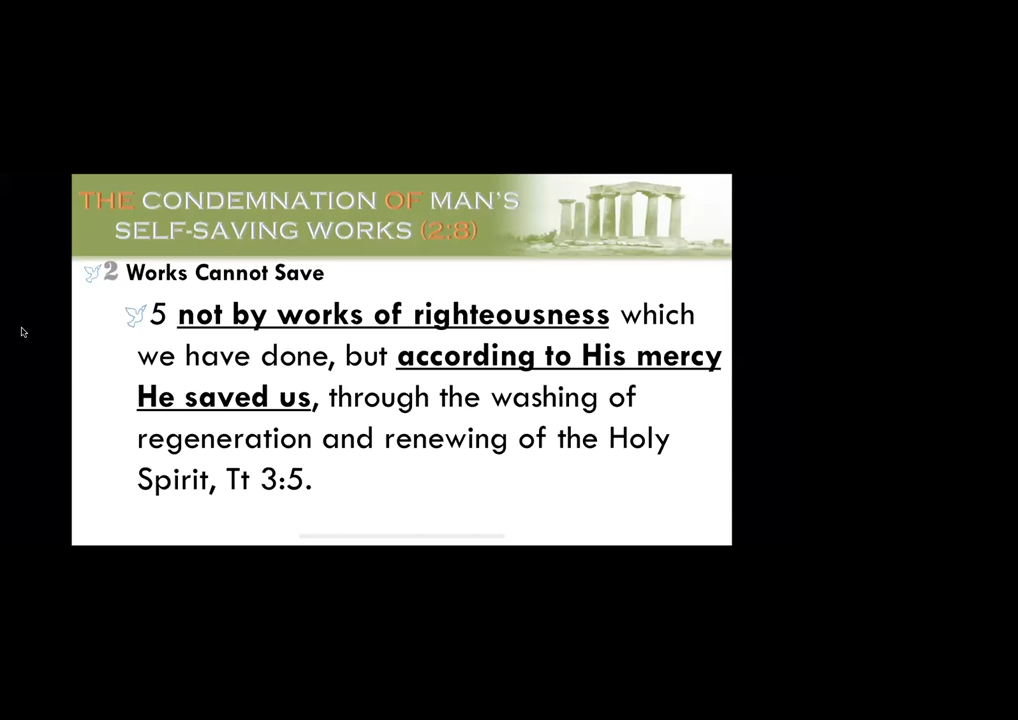 THE CONDEMNATION OF MAN'S
SELF-SAVING WORKS (2:8)
2 Works Cannot Save
5 not by works of righteousness which
we have done, but according to His mercy
He saved us, through the washing of
regeneration and renewing of the Holy
Spirit, Tt 3:5.